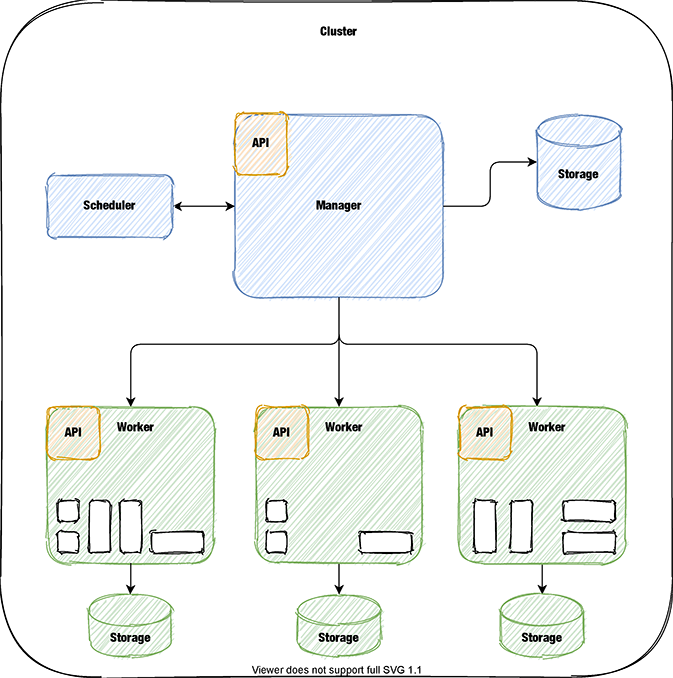 Cluster
API
Manager
Scheduler
Storage
API
Worker
API
Worker
API
Worker
Storage
Storage
Storage
Viewer does not support full SVG 1.1